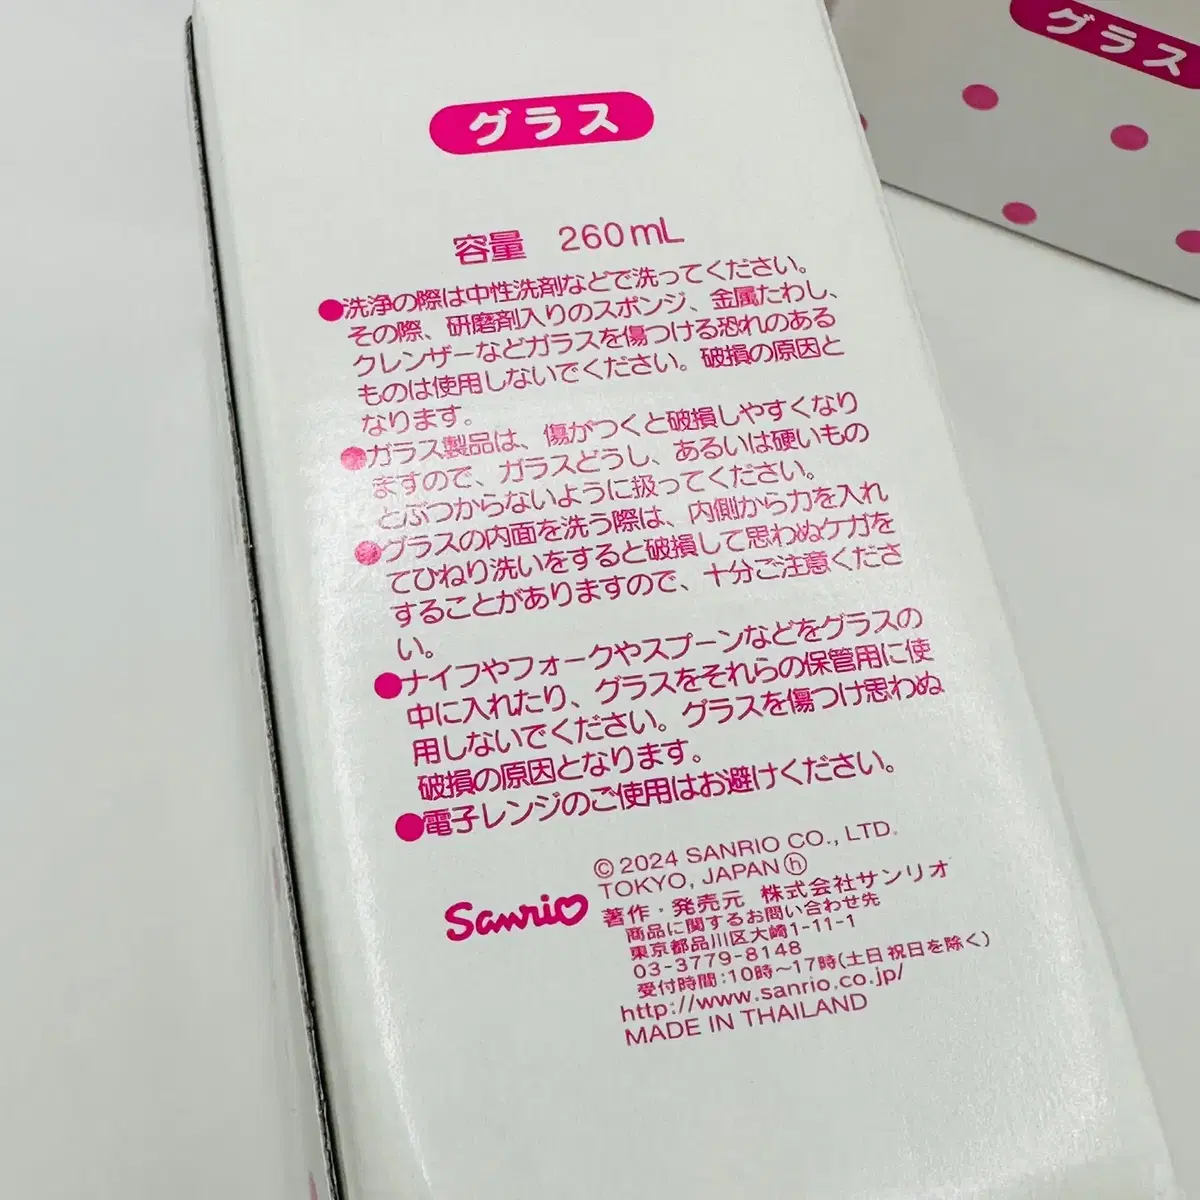 グラス
グラス
容量　260mL
●洗浄の際は中性洗剤などで洗ってください。
その際、研磨剤入りのスポンジ、金属たわし、
クレンザーなどガラスを傷つける恐れのある
ものは使用しないでください。破損の原因と
なります。
●ガラス製品は、傷がつくと破損しやすくなり
ますので、ガラスどうし、あるいは硬いもの
とぶつからないように扱ってください。
●グラスの内面を洗う際は、内側から力を入れ
てひねり洗いをすると破損して思わぬケガを
することがありますので、十分ご注意くださ
い。
●ナイフやフォークやスプーンなどをグラスの
中に入れたり、グラスをそれらの保管用に使
用しないでください。グラスを傷つけ思わぬ
破損の原因となります。
●電子レンジのご使用はお避けください。
© 2024 SANRIO CO., LTD.
TOKYO, JAPAN ⓗ
Sanrio
著作・発売元　株式会社サンリオ
商品に関するお問い合わせ先
東京都品川区大崎1-11-1
03-3779-8148
受付時間:10時〜17時(土日祝日を除く)
http://www.sanrio.co.jp/
MADE IN THAILAND